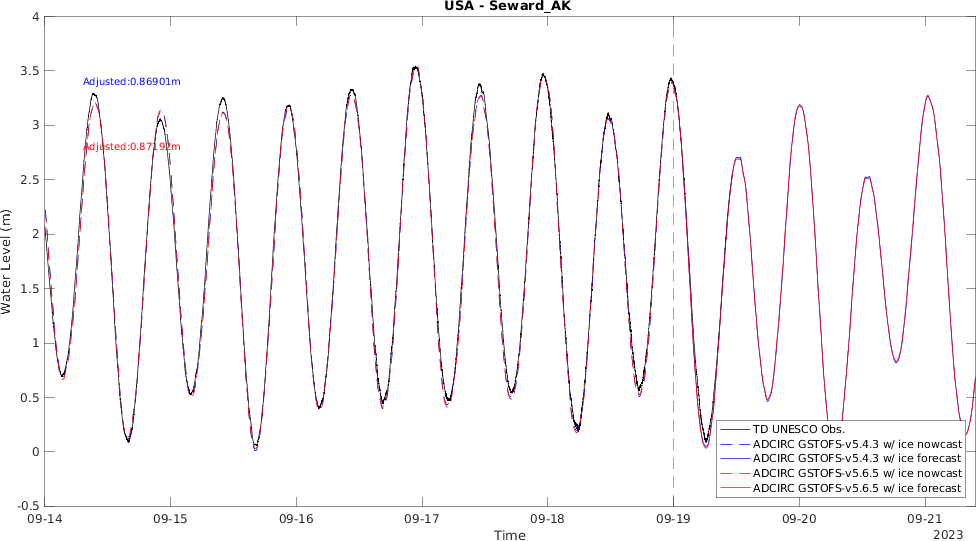 USA - Seward_AK
Water Level (m)
4
3.5
3
2.5
2
1.5
1
0.5
0
-0.5
Adjusted:0.86901m
Adjusted:0.87192m
TD UNESCO Obs.
ADCIRC GSTOFS-v5.4.3 w/ ice nowcast
ADCIRC GSTOFS-v5.4.3 w/ ice forecast
ADCIRC GSTOFS-v5.6.5 w/ ice nowcast
ADCIRC GSTOFS-v5.6.5 w/ ice forecast
09-14 09-15 09-16 09-17 09-18 09-19 09-20 09-21
Time
2023